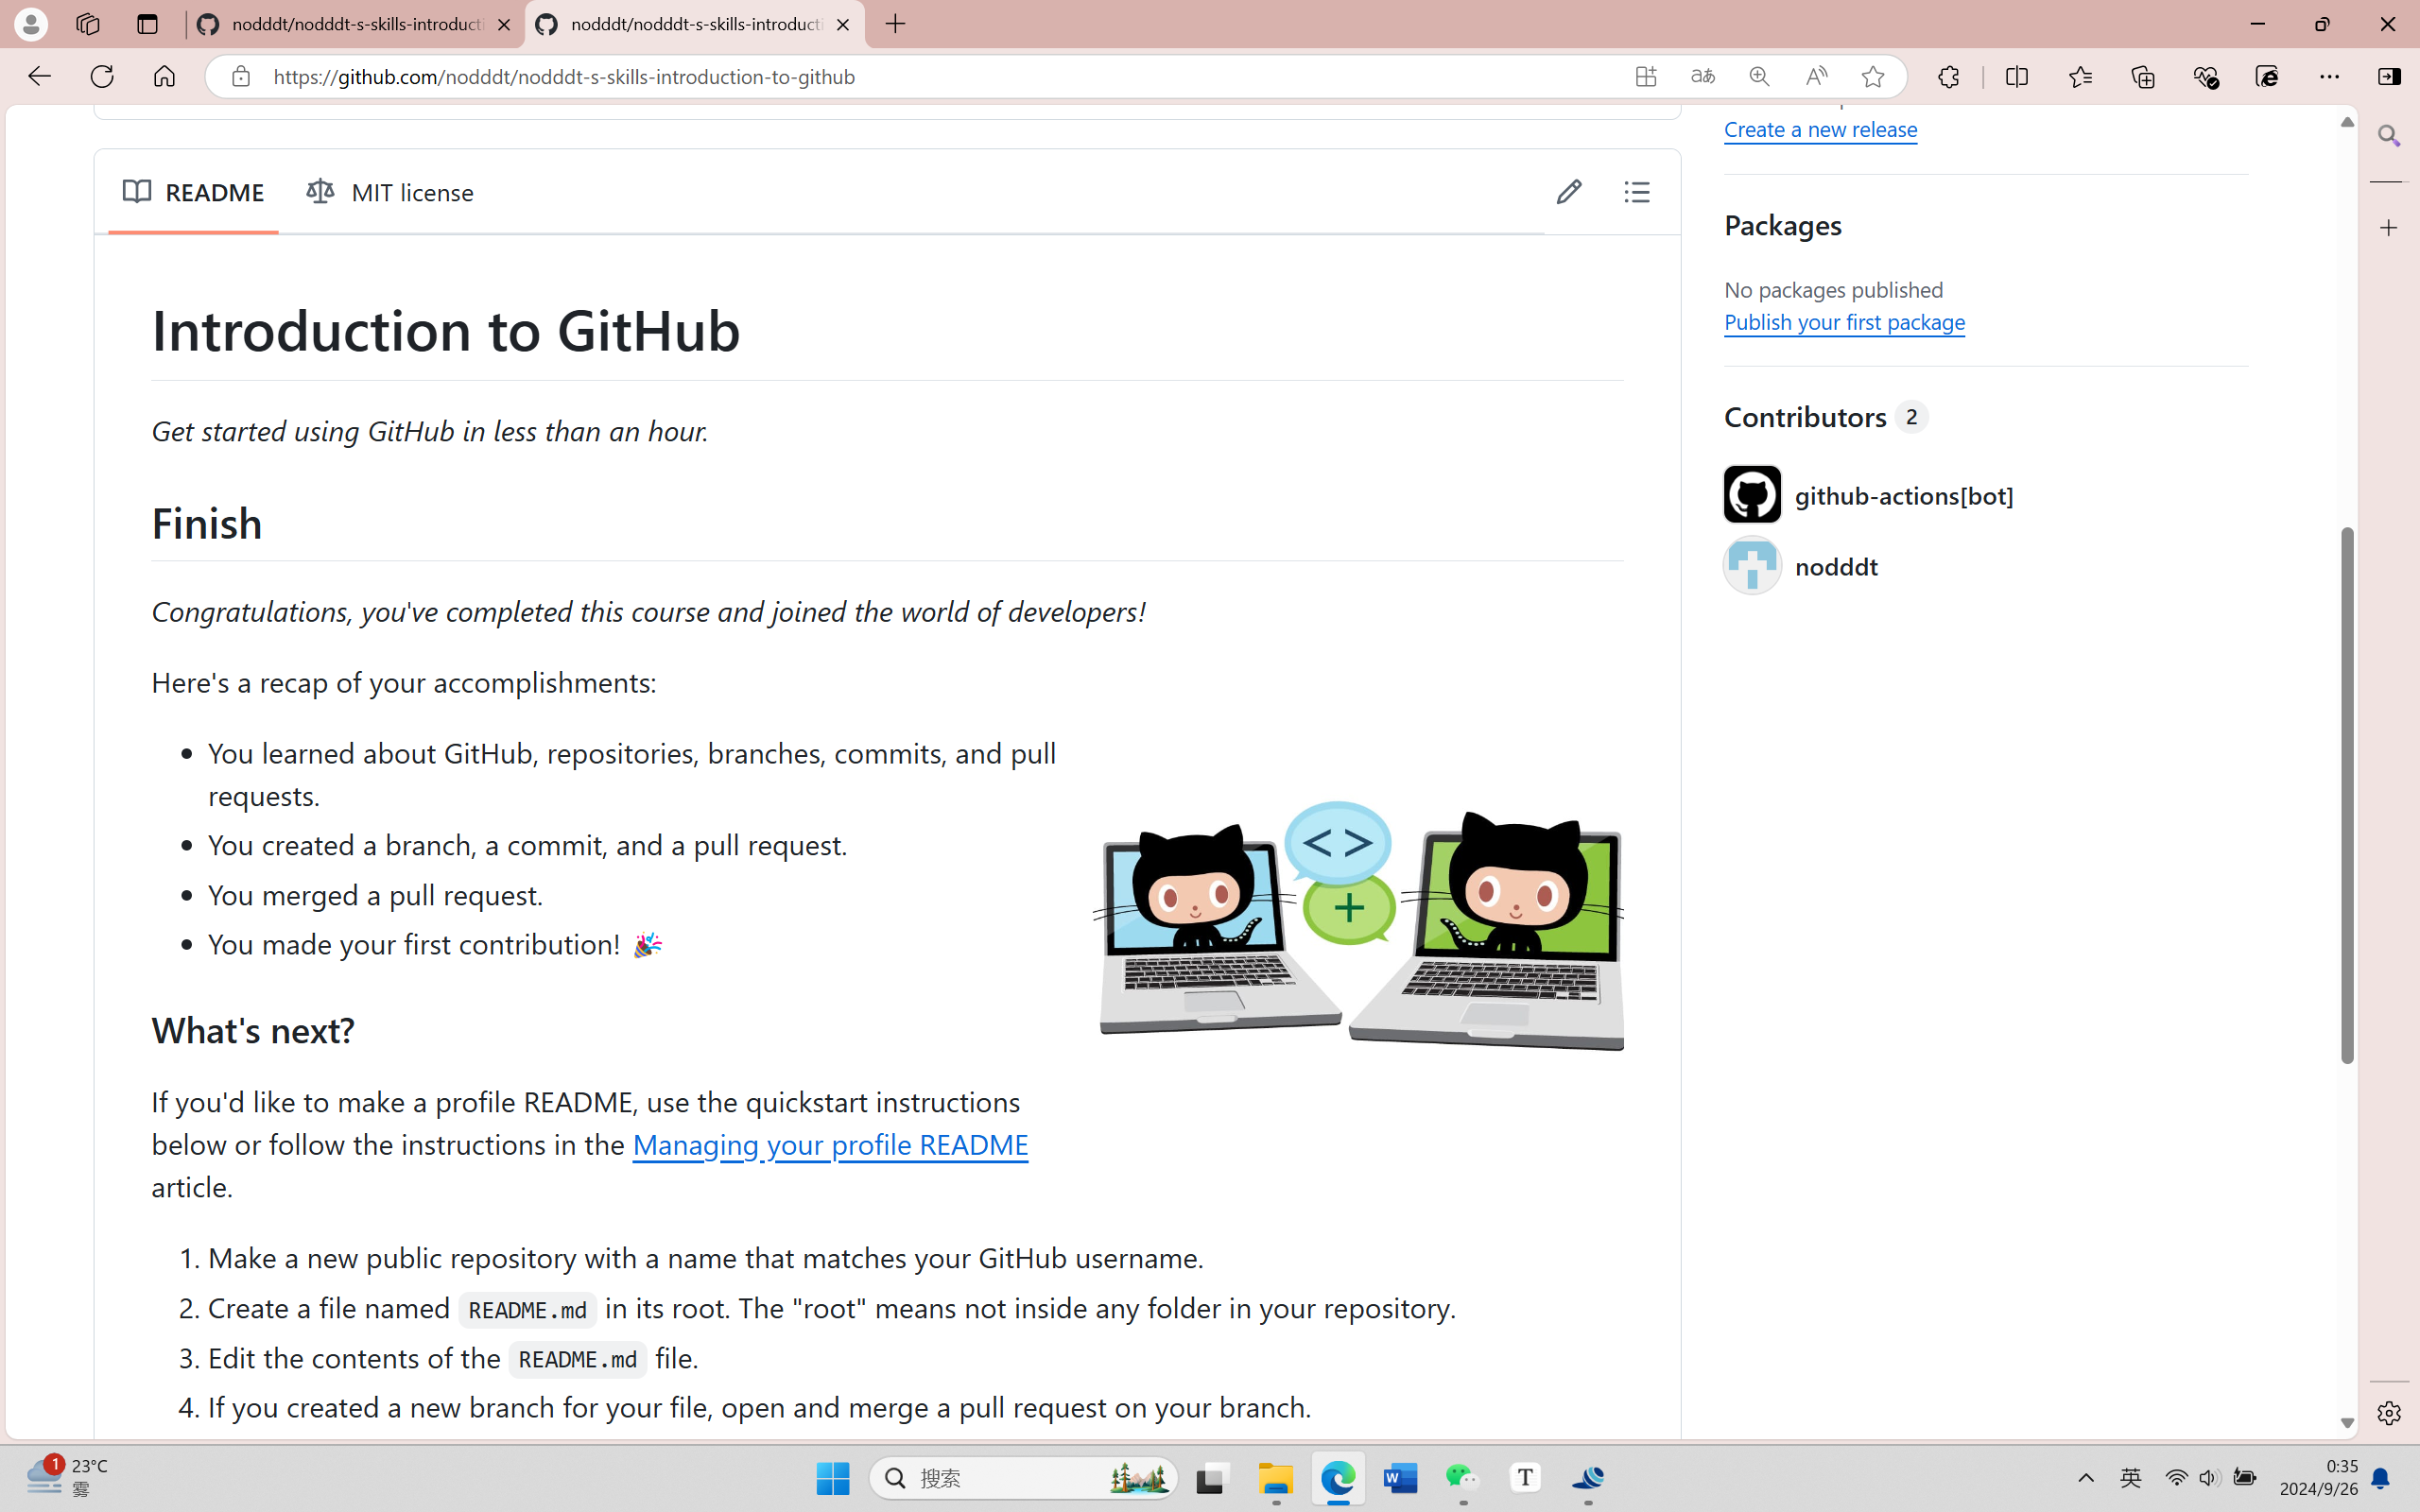 nodddt/nodddt-s-skills-introducti
nodddt/nodddt-s-skills-introducti
https://github.com/nodddt/nodddt-s-skills-introduction-to-github
Create a new release
README
MIT license
Packages
No packages published
Publish your first package
Contributors 2
github-actions[bot]
nodddt
Introduction to GitHub
Get started using GitHub in less than an hour.
Finish
Congratulations, you've completed this course and joined the world of developers!
Here's a recap of your accomplishments:
• You learned about GitHub, repositories, branches, commits, and pull
requests.
• You created a branch, a commit, and a pull request.
• You merged a pull request.
• You made your first contribution! 🎉
<>
+
What's next?
If you'd like to make a profile README, use the quickstart instructions
below or follow the instructions in the Managing your profile README
article.
1. Make a new public repository with a name that matches your GitHub username.
2. Create a file named README.md in its root. The "root" means not inside any folder in your repository.
3. Edit the contents of the README.md file.
4. If you created a new branch for your file, open and merge a pull request on your branch.
1
23°C
雾
搜索
W
T
英
0:35
2024/9/26